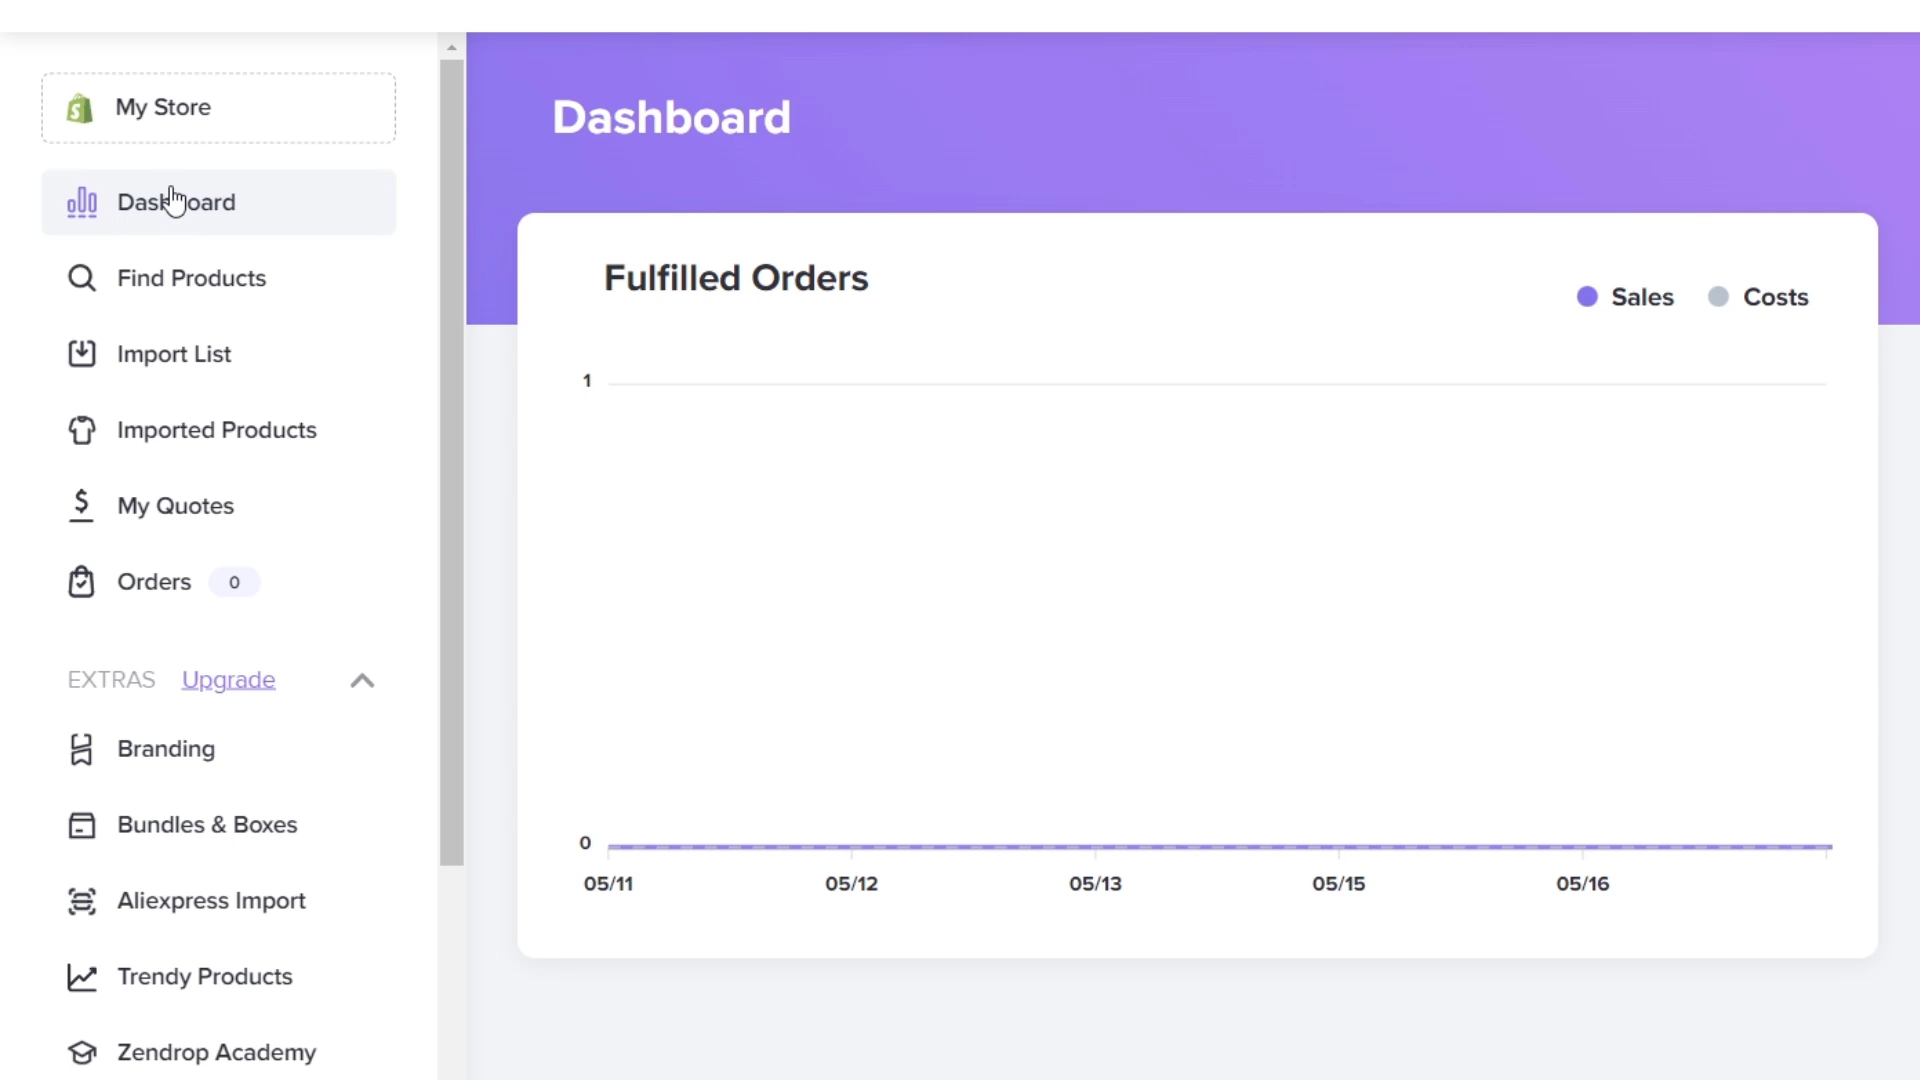 My Store
Dashboard
Find Products
Import List
Imported Products
My Quotes
Orders 0
EXTRAS Upgrade
Branding
Bundles & Boxes
Aliexpress Import
Trendy Products
Zendrop Academy
Dashboard
Fulfilled Orders
Sales Costs
1
0
05/11 05/12 05/13 05/15 05/16